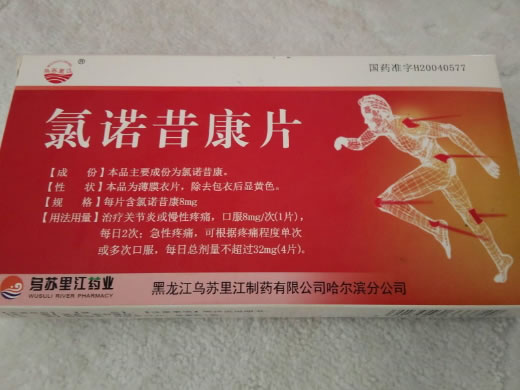 乌苏里江
®
国药准字H20040577
氯诺昔康片
【成 份】本品主要成份为氯诺昔康。
【性 状】本品为薄膜衣片，除去包衣后显黄色。
【规 格】每片含氯诺昔康8mg
【用法用量】治疗关节炎或慢性疼痛，口服8mg/次(1片)，
每日2次；急性疼痛，可根据疼痛程度单次
或多次口服，每日总剂量不超过32mg(4片)。
乌苏里江药业
WUSULI RIVER PHARMACY
黑龙江乌苏里江制药有限公司哈尔滨分公司